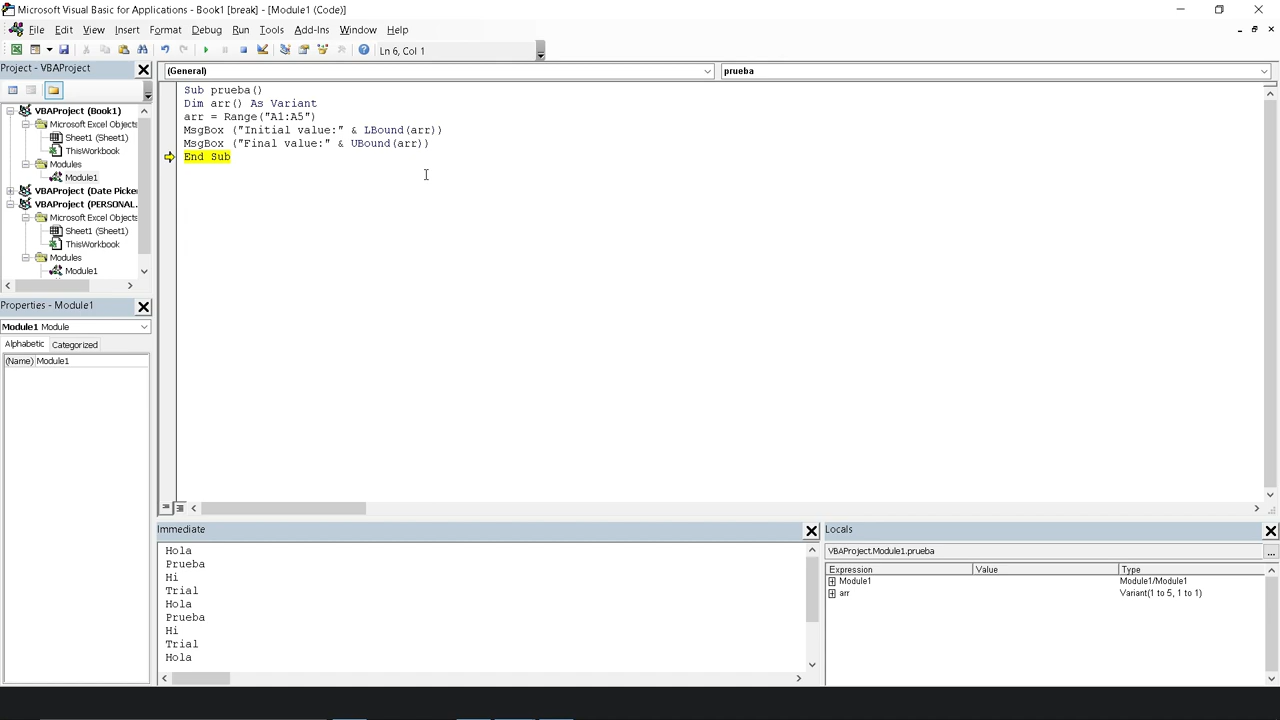 Microsoft Visual Basic for Applications - Book1 [break] - [Module1 (Code)]
File Edit View Insert Format Debug Run Tools Add-Ins Window Help
Ln 6, Col 1
Project - VBAProject
VBAProject (Book1)
Microsoft Excel Objects
Sheet1 (Sheet1)
ThisWorkbook
Modules
Module1
VBAProject (Date Picke
VBAProject (PERSONAL.
Microsoft Excel Objects
Sheet1 (Sheet1)
ThisWorkbook
Modules
Module1
Properties - Module1
Module1 Module
Alphabetic Categorized
(Name) Module1
(General) prueba
Sub prueba()
Dim arr() As Variant
arr = Range("A1:A5")
MsgBox ("Initial value:" & LBound(arr))
MsgBox ("Final value:" & UBound(arr))
End Sub
Immediate
Hola
Prueba
Hi
Trial
Hola
Prueba
Hi
Trial
Hola
Locals
VBAProject.Module1.prueba
...
Expression Value Type
Module1 Module1/Module1
arr Variant(1 to 5, 1 to 1)